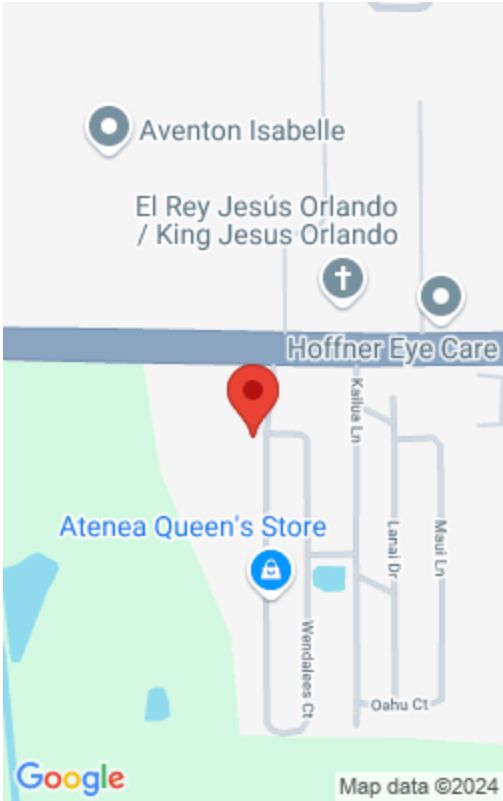 Aventon Isabelle
El Rey Jesús Orlando
/ King Jesus Orlando
Hoffner Eye Care
Kailua Ln
Atenea Queen's Store
Lanai Dr
Maui Ln
Wendalees Ct
Oahu Ct
Google
Map data ©2024